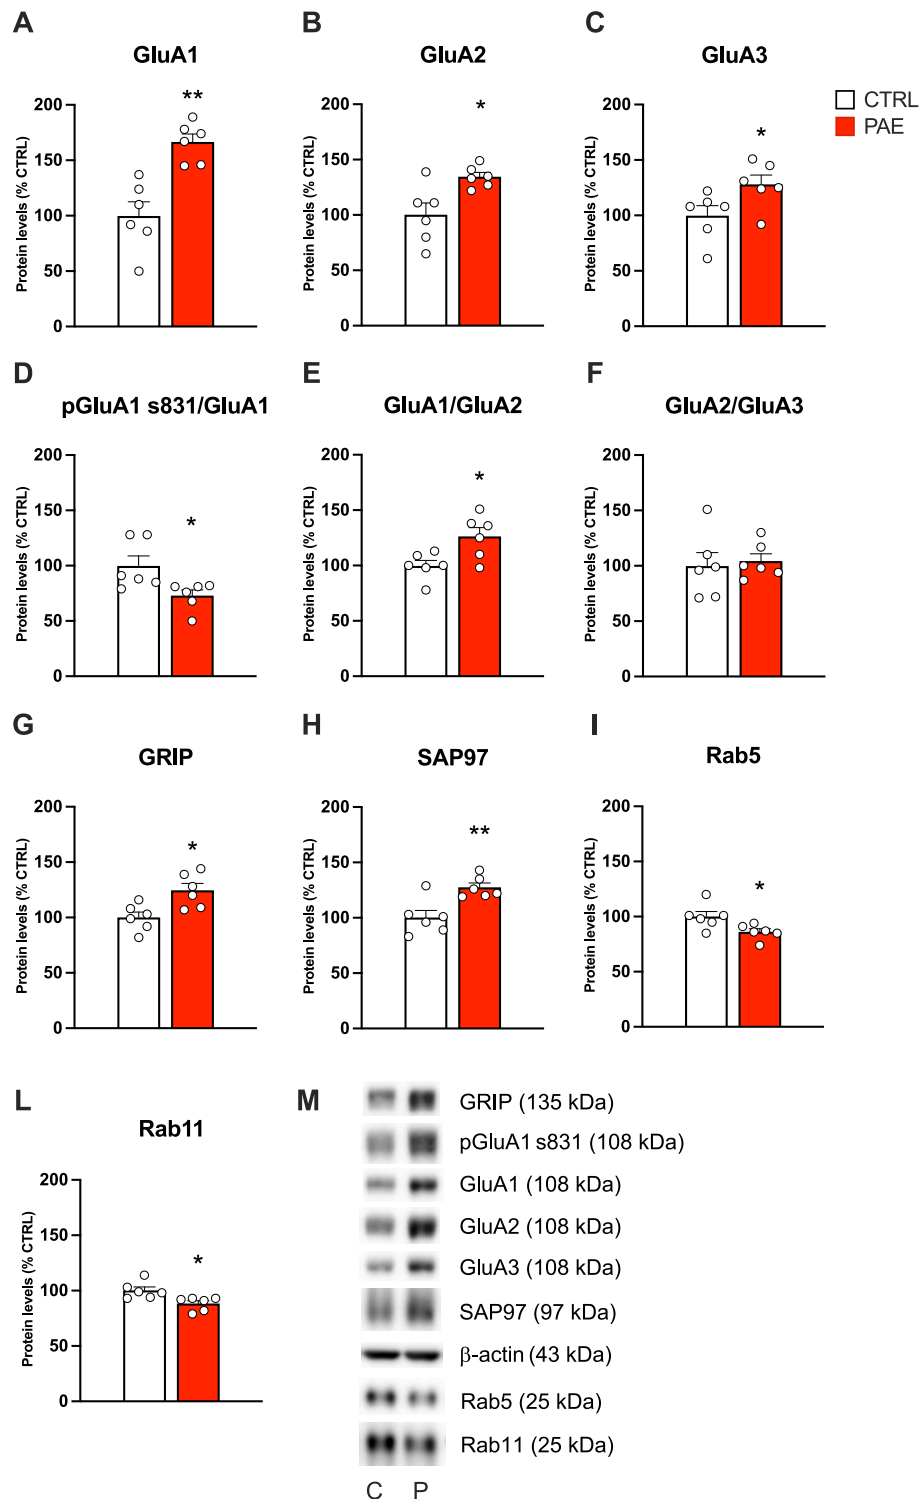 A
B
C
GluA1
GluA2
GluA3
CTRL
PAE
Protein levels (% CTRL)
200
150
100
50
0
**
Protein levels (% CTRL)
200
150
100
50
0
*
Protein levels (% CTRL)
200
150
100
50
0
*
D
E
F
pGluA1 s831/GluA1
GluA1/GluA2
GluA2/GluA3
Protein levels (% CTRL)
200
150
100
50
0
*
Protein levels (% CTRL)
200
150
100
50
0
*
Protein levels (% CTRL)
200
150
100
50
0
G
H
I
GRIP
SAP97
Rab5
Protein levels (% CTRL)
200
150
100
50
0
*
Protein levels (% CTRL)
200
150
100
50
0
**
Protein levels (% CTRL)
200
150
100
50
0
*
L
Rab11
Protein levels (% CTRL)
200
150
100
50
0
*
M
GRIP (135 kDa)
pGluA1 s831 (108 kDa)
GluA1 (108 kDa)
GluA2 (108 kDa)
GluA3 (108 kDa)
SAP97 (97 kDa)
β-actin (43 kDa)
Rab5 (25 kDa)
Rab11 (25 kDa)
C P